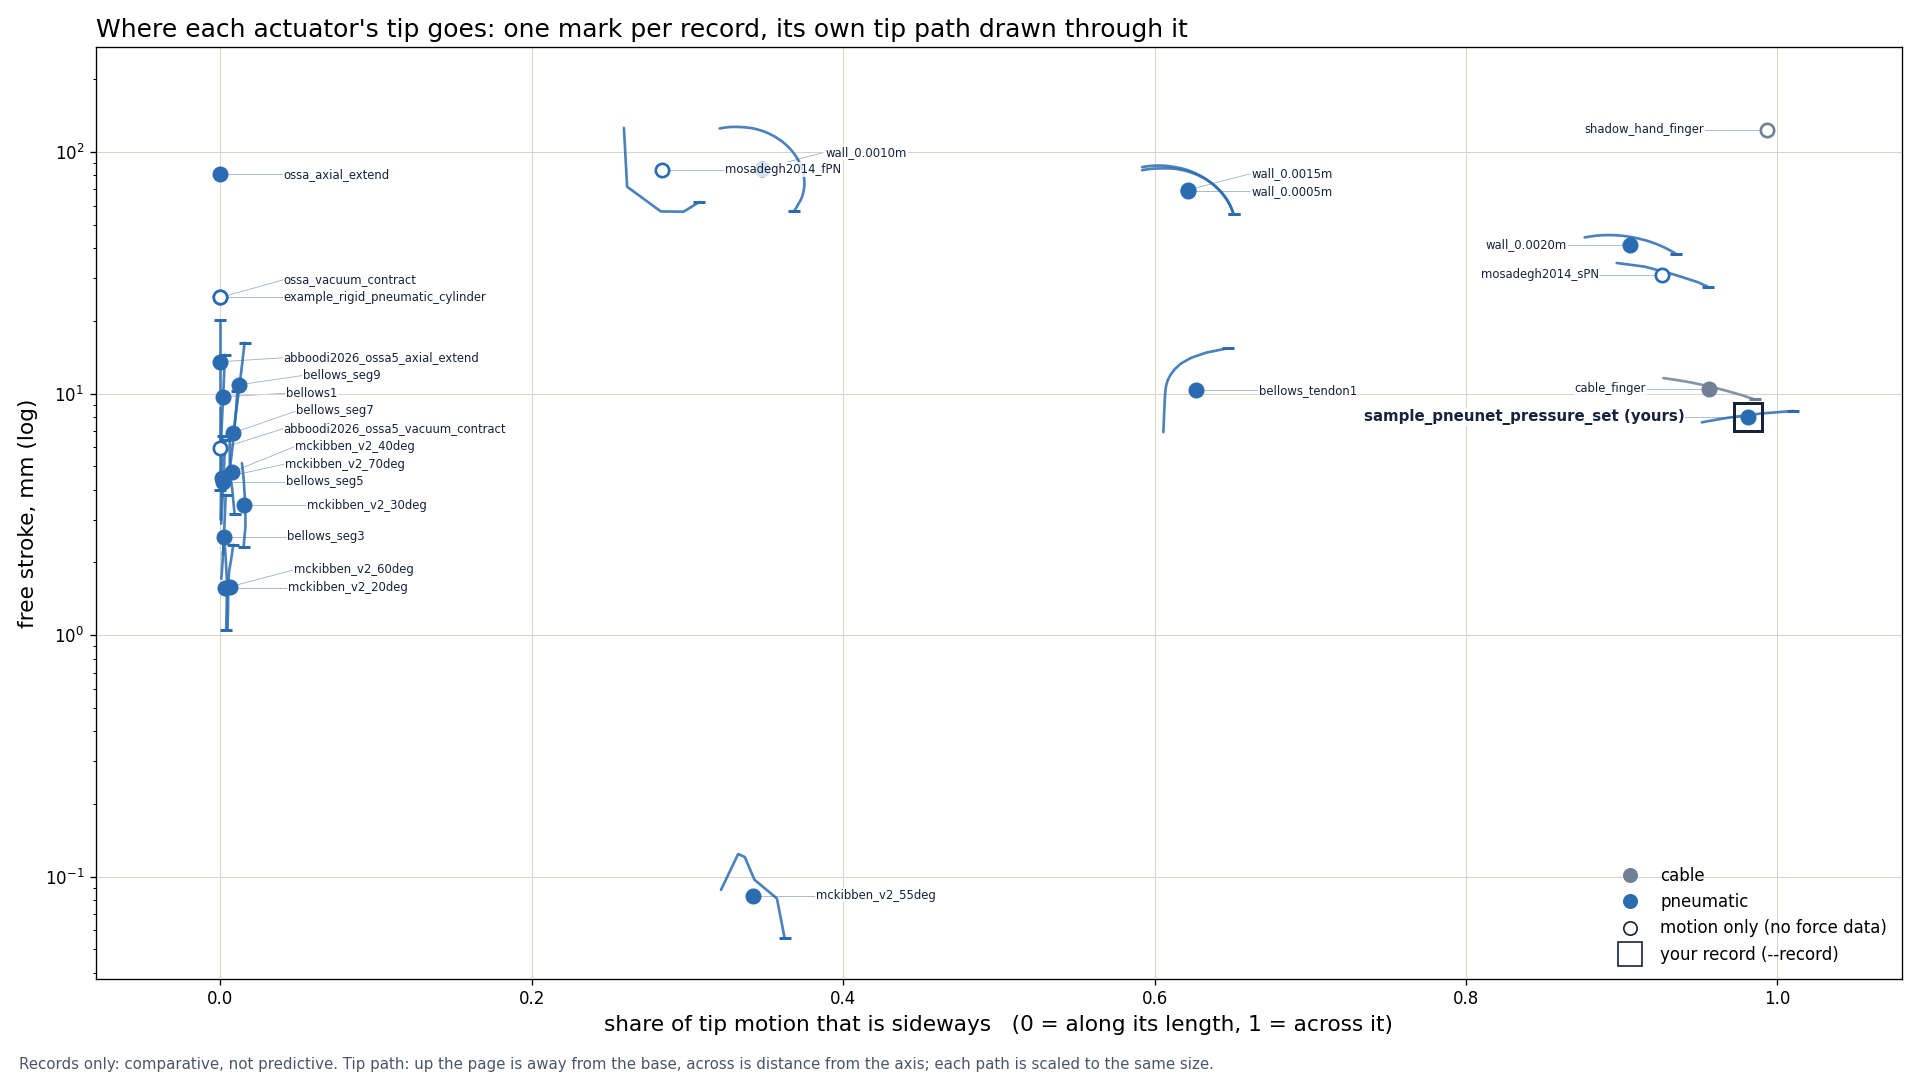 Where each actuator's tip goes: one mark per record, its own tip path drawn through it
free stroke, mm (log)
10²
10¹
10⁰
10⁻¹
shadow_hand_finger
wall_0.0010m
mosadegh2014_fPN
ossa_axial_extend
wall_0.0015m
wall_0.0005m
wall_0.0020m
mosadegh2014_sPN
ossa_vacuum_contract
example_rigid_pneumatic_cylinder
abboodi2026_ossa5_axial_extend
bellows_seg9
bellows1
bellows_tendon1
cable_finger
bellows_seg7
sample_pneunet_pressure_set (yours)
abboodi2026_ossa5_vacuum_contract
mckibben_v2_40deg
mckibben_v2_70deg
bellows_seg5
mckibben_v2_30deg
bellows_seg3
mckibben_v2_60deg
mckibben_v2_20deg
mckibben_v2_55deg
cable
pneumatic
motion only (no force data)
your record (--record)
0.0 0.2 0.4 0.6 0.8 1.0
share of tip motion that is sideways (0 = along its length, 1 = across it)
Records only: comparative, not predictive. Tip path: up the page is away from the base, across is distance from the axis; each path is scaled to the same size.